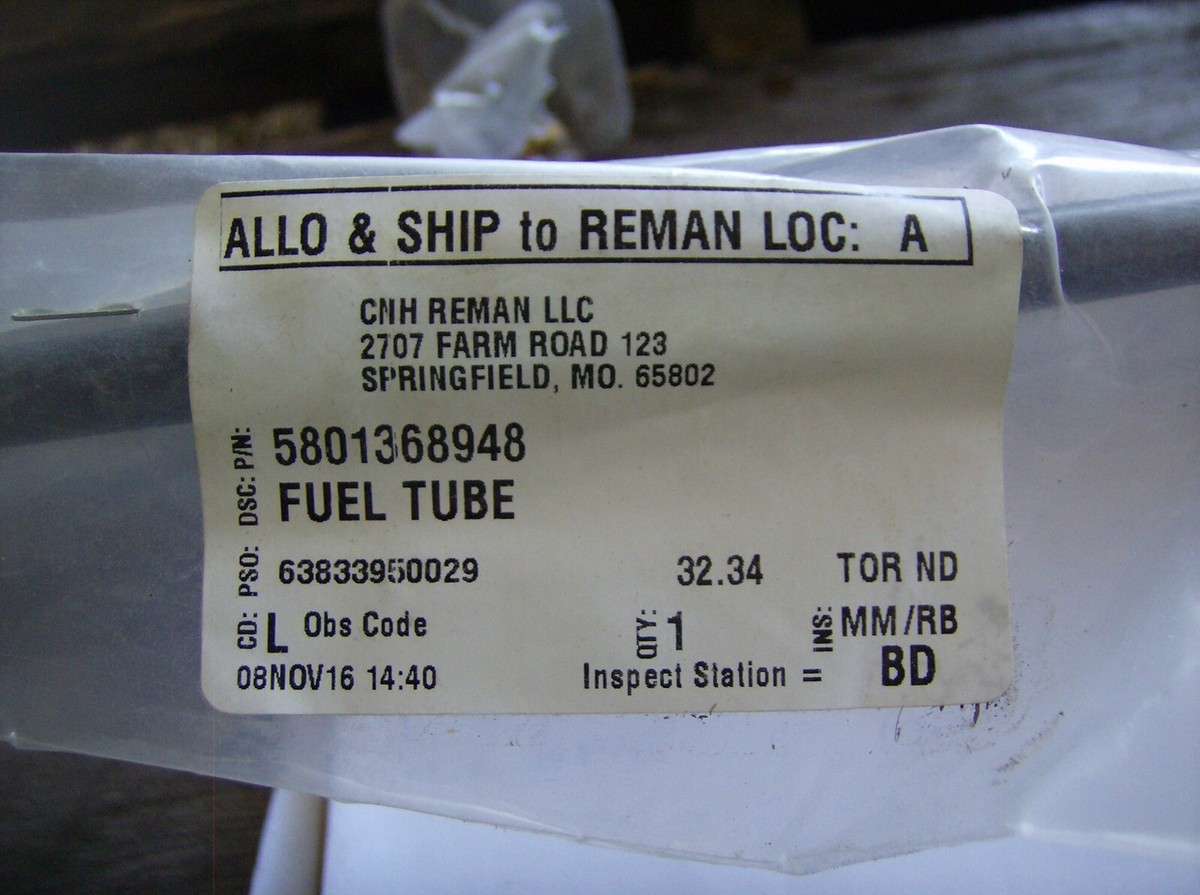 ALLO & SHIP to REMAN LOC: A
CNH REMAN LLC
2707 FARM ROAD 123
SPRINGFIELD, MO. 65802
P/N: 5801368948
DSC: FUEL TUBE
PSO: 63833950029 32.34 TOR ND
CD: L Obs Code QTY: 1 INS: MM/RB
08NOV16 14:40 Inspect Station = BD